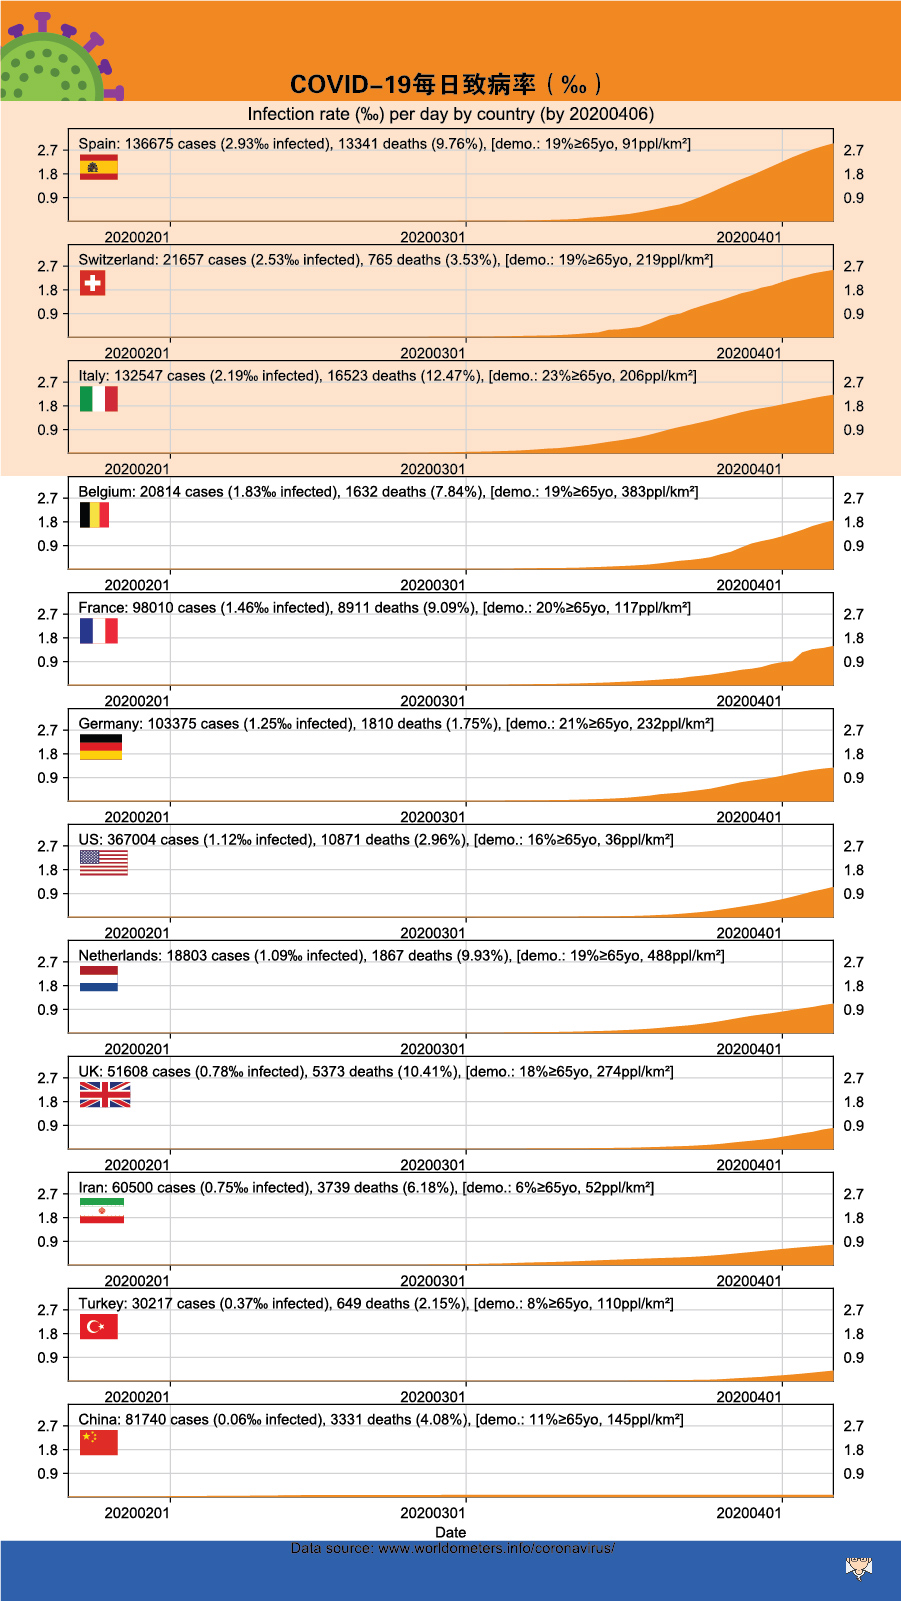 COVID-19每日致病率（‰）
Infection rate (‰) per day by country (by 20200406)
Spain: 136675 cases (2.93‰ infected), 13341 deaths (9.76%), [demo.: 19%≥65yo, 91ppl/km²]
2.7 2.7
1.8 1.8
0.9 0.9
20200201 20200301 20200401
Switzerland: 21657 cases (2.53‰ infected), 765 deaths (3.53%), [demo.: 19%≥65yo, 219ppl/km²]
2.7 2.7
1.8 1.8
0.9 0.9
20200201 20200301 20200401
Italy: 132547 cases (2.19‰ infected), 16523 deaths (12.47%), [demo.: 23%≥65yo, 206ppl/km²]
2.7 2.7
1.8 1.8
0.9 0.9
20200201 20200301 20200401
Belgium: 20814 cases (1.83‰ infected), 1632 deaths (7.84%), [demo.: 19%≥65yo, 383ppl/km²]
2.7 2.7
1.8 1.8
0.9 0.9
20200201 20200301 20200401
France: 98010 cases (1.46‰ infected), 8911 deaths (9.09%), [demo.: 20%≥65yo, 117ppl/km²]
2.7 2.7
1.8 1.8
0.9 0.9
20200201 20200301 20200401
Germany: 103375 cases (1.25‰ infected), 1810 deaths (1.75%), [demo.: 21%≥65yo, 232ppl/km²]
2.7 2.7
1.8 1.8
0.9 0.9
20200201 20200301 20200401
US: 367004 cases (1.12‰ infected), 10871 deaths (2.96%), [demo.: 16%≥65yo, 36ppl/km²]
2.7 2.7
1.8 1.8
0.9 0.9
20200201 20200301 20200401
Netherlands: 18803 cases (1.09‰ infected), 1867 deaths (9.93%), [demo.: 19%≥65yo, 488ppl/km²]
2.7 2.7
1.8 1.8
0.9 0.9
20200201 20200301 20200401
UK: 51608 cases (0.78‰ infected), 5373 deaths (10.41%), [demo.: 18%≥65yo, 274ppl/km²]
2.7 2.7
1.8 1.8
0.9 0.9
20200201 20200301 20200401
Iran: 60500 cases (0.75‰ infected), 3739 deaths (6.18%), [demo.: 6%≥65yo, 52ppl/km²]
2.7 2.7
1.8 1.8
0.9 0.9
20200201 20200301 20200401
Turkey: 30217 cases (0.37‰ infected), 649 deaths (2.15%), [demo.: 8%≥65yo, 110ppl/km²]
2.7 2.7
1.8 1.8
0.9 0.9
20200201 20200301 20200401
China: 81740 cases (0.06‰ infected), 3331 deaths (4.08%), [demo.: 11%≥65yo, 145ppl/km²]
2.7 2.7
1.8 1.8
0.9 0.9
20200201 20200301 20200401
Date
Data source: www.worldometers.info/coronavirus/